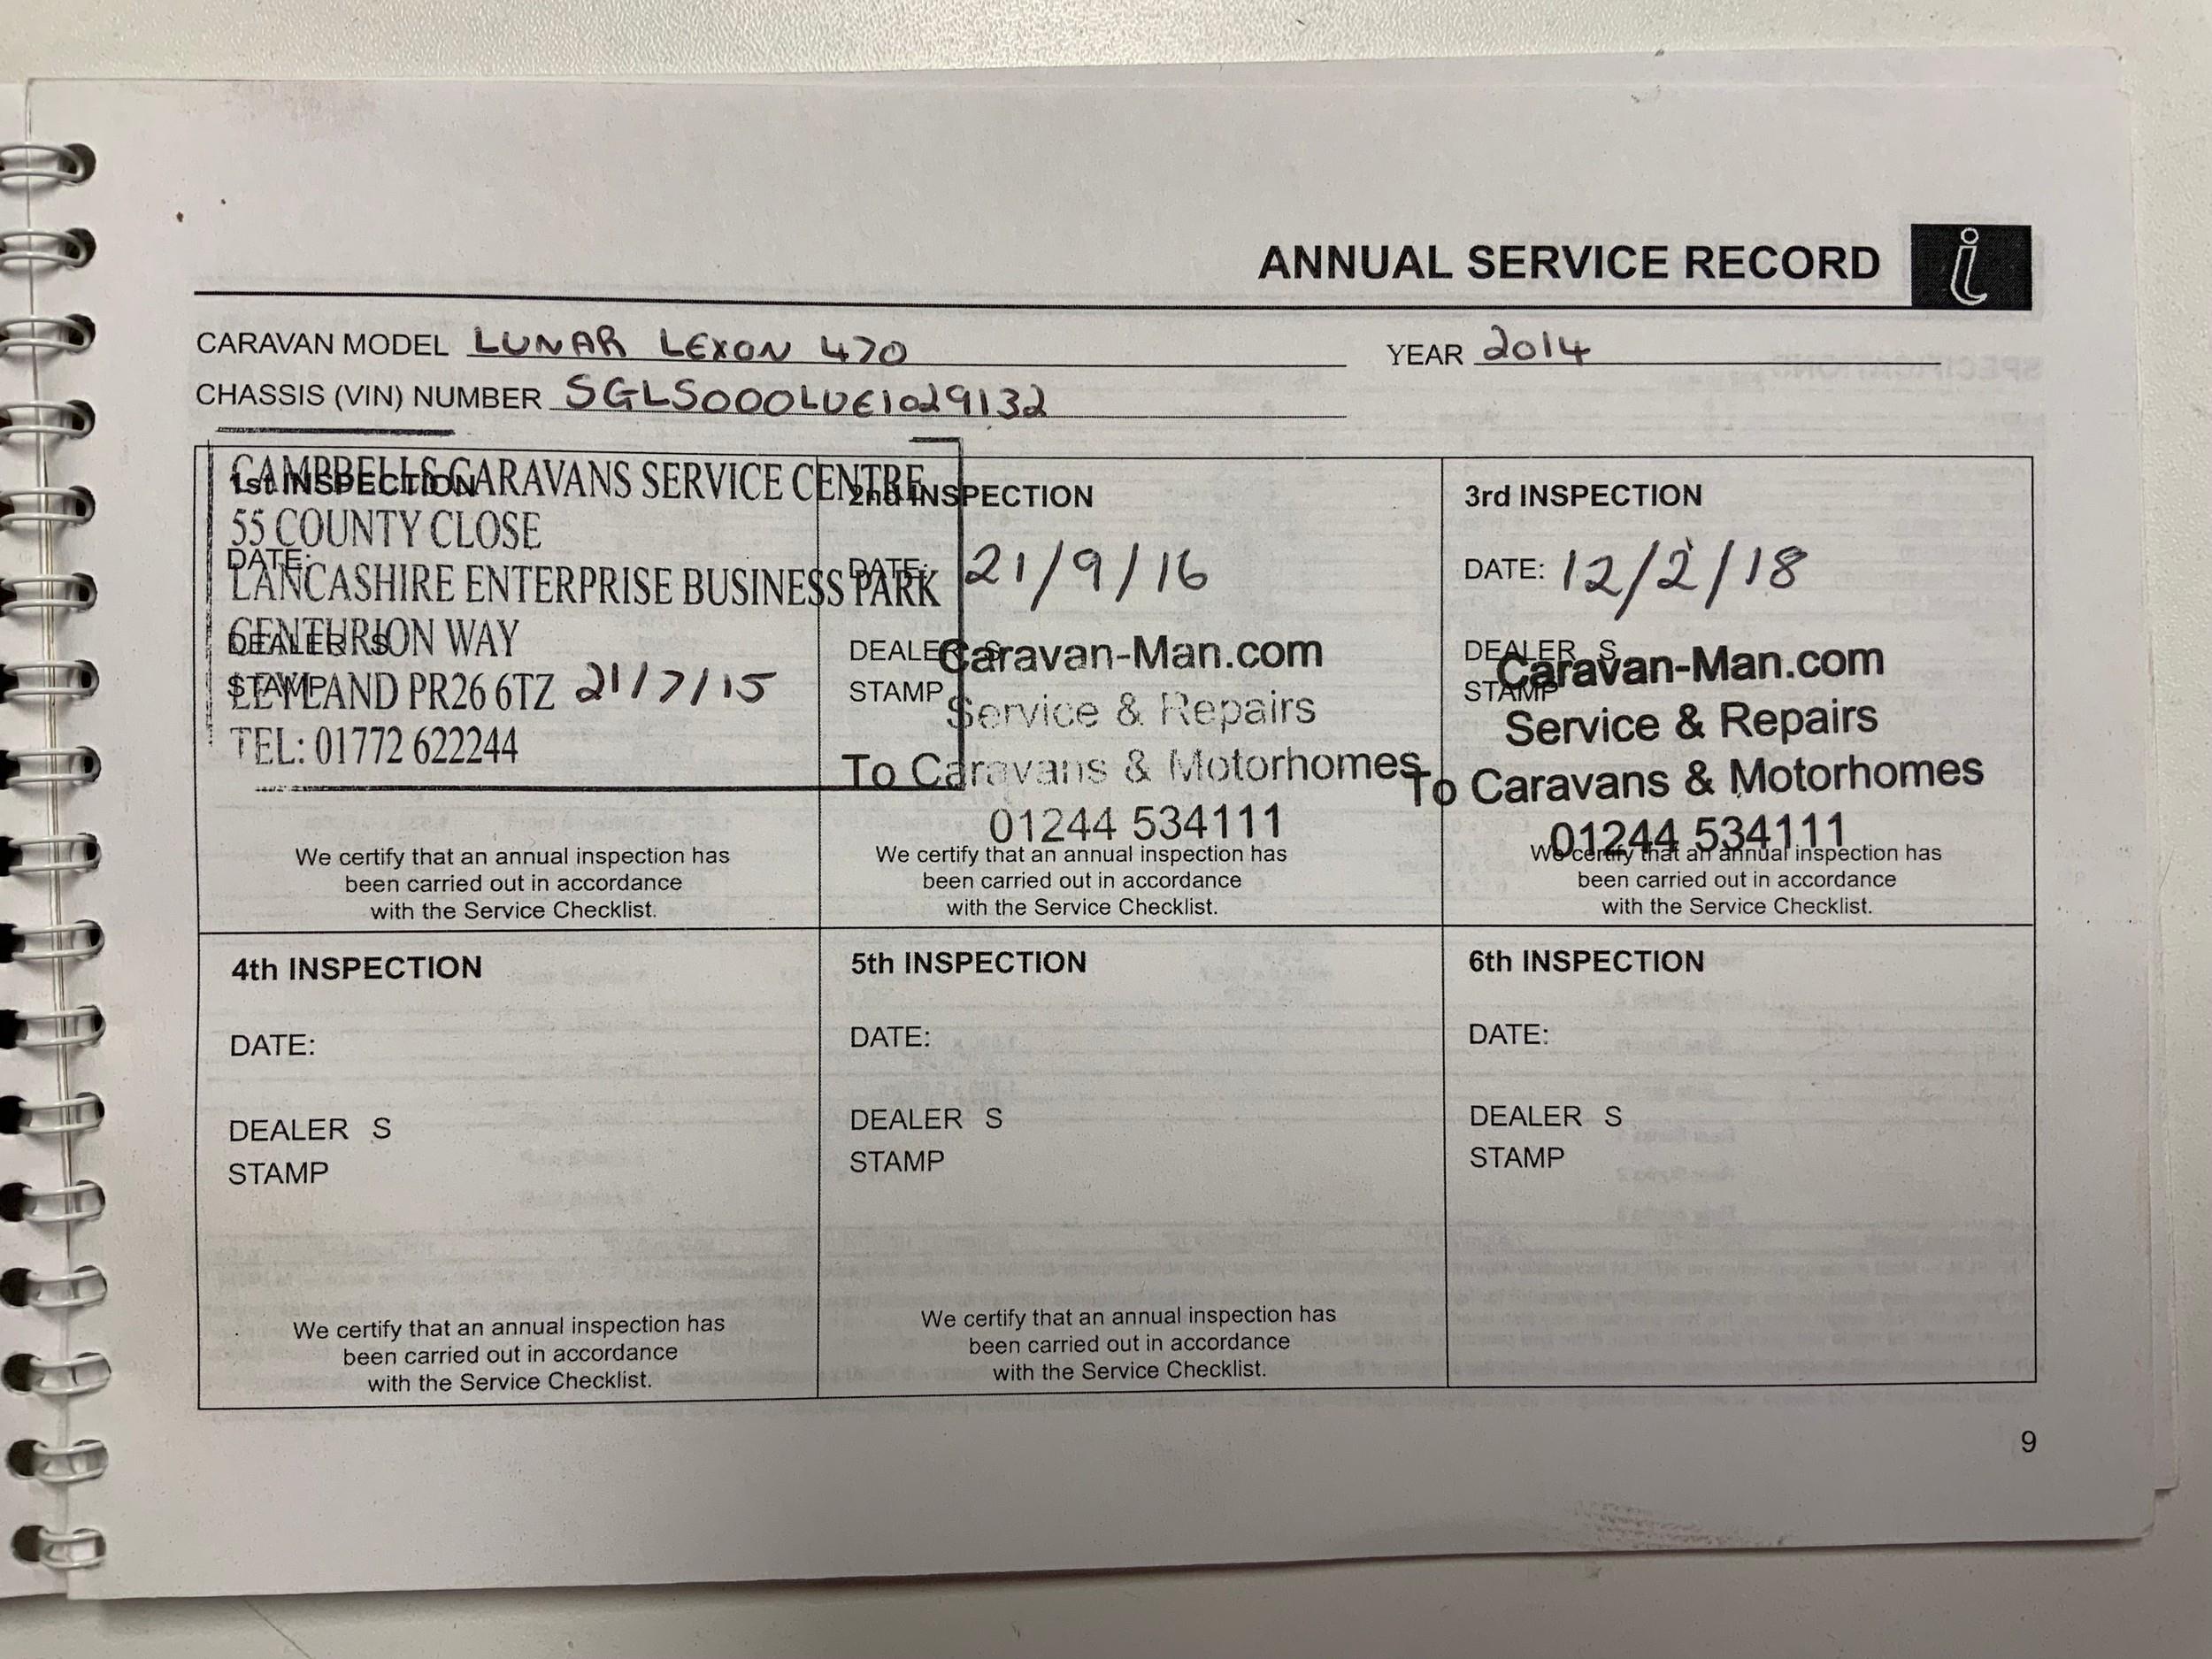 ANNUAL SERVICE RECORD i
CARAVAN MODEL LUNAR LEXON 470 YEAR 2014
CHASSIS (VIN) NUMBER SGLS000LUE1029132
1st INSPECTION
DATE:
DEALER S
STAMP
CAMPBELLS CARAVANS SERVICE CENTRE
55 COUNTY CLOSE
LANCASHIRE ENTERPRISE BUSINESS PARK
CENTURION WAY
LEYLAND PR26 6TZ 21/7/15
TEL: 01772 622244
We certify that an annual inspection has
been carried out in accordance
with the Service Checklist.
2nd INSPECTION
DATE: 21/9/16
DEALER S
STAMP
Caravan-Man.com
Service & Repairs
To Caravans & Motorhomes
01244 534111
We certify that an annual inspection has
been carried out in accordance
with the Service Checklist.
3rd INSPECTION
DATE: 12/2/18
DEALER S
STAMP
Caravan-Man.com
Service & Repairs
To Caravans & Motorhomes
01244 534111
We certify that an annual inspection has
been carried out in accordance
with the Service Checklist.
4th INSPECTION
DATE:
DEALER S
STAMP
We certify that an annual inspection has
been carried out in accordance
with the Service Checklist.
5th INSPECTION
DATE:
DEALER S
STAMP
We certify that an annual inspection has
been carried out in accordance
with the Service Checklist.
6th INSPECTION
DATE:
DEALER S
STAMP
9